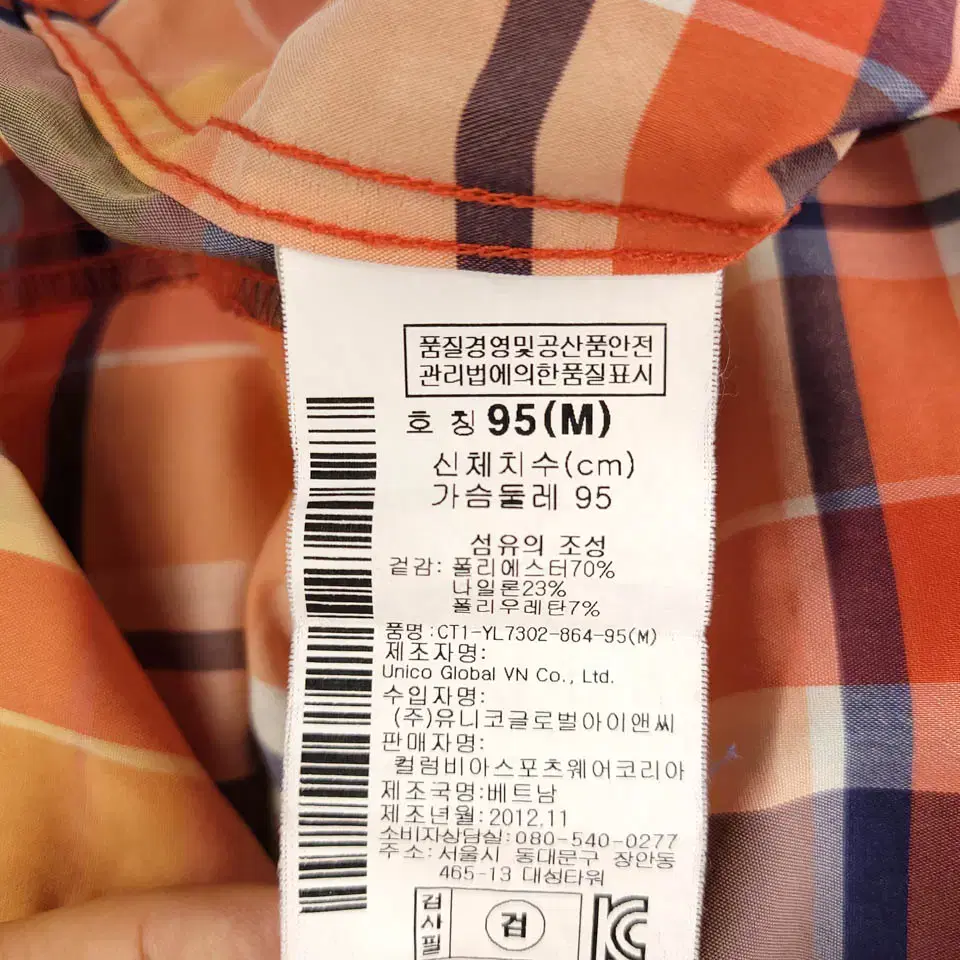 품질경영및공산품안전
관리법에의한품질표시
호 칭 95(M)
신체치수(cm)
가슴둘레 95
섬유의 조성
겉감: 폴리에스터70%
나일론23%
폴리우레탄7%
품명:CT1-YL7302-864-95(M)
제조자명:
Unico Global VN Co., Ltd.
수입자명:
(주)유니코글로벌아이앤씨
판매자명:
컬럼비아스포츠웨어코리아
제조국명:베트남
제조년월:2012.11
소비자상담실:080-540-0277
주소:서울시 동대문구 장안동
465-13 대성타워
검사필
검
KC